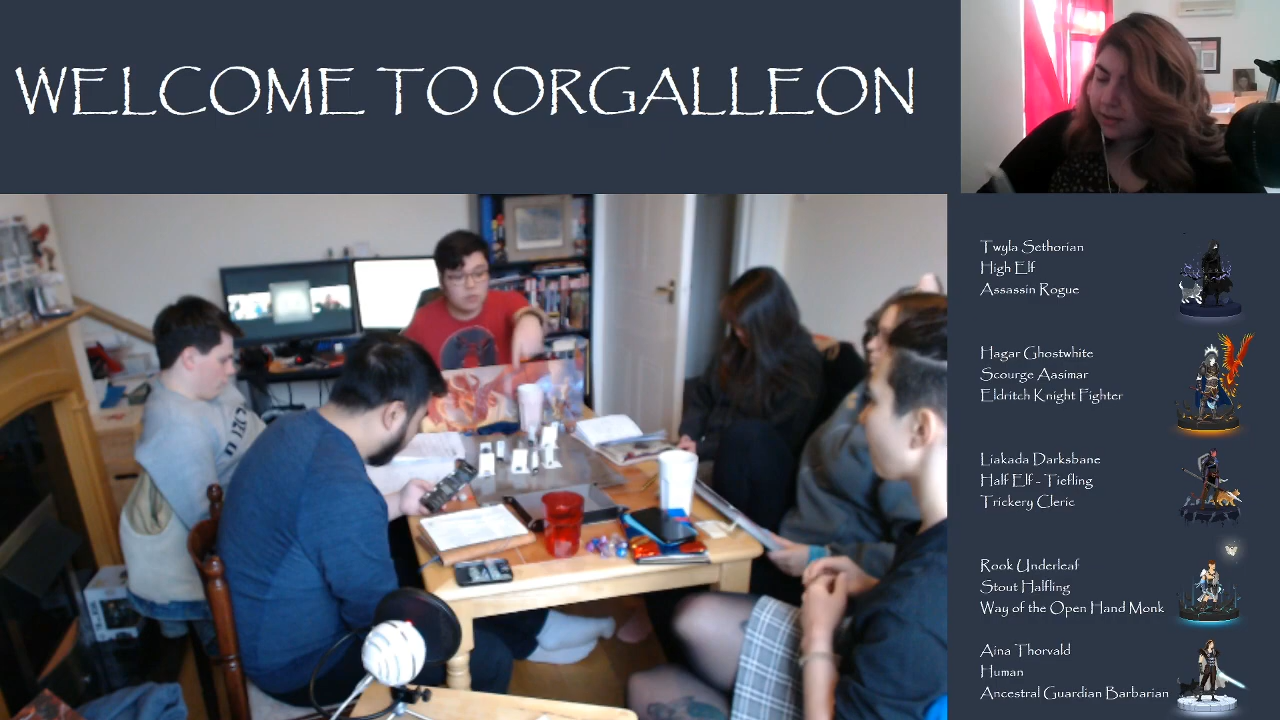 WELCOME TO ORGALLEON
Twyla Sethorian
High Elf
Assassin Rogue
Hagar Ghostwhite
Scourge Aasimar
Eldritch Knight Fighter
Liakada Darksbane
Half Elf - Tiefling
Trickery Cleric
Rook Underleaf
Stout Halfling
Way of the Open Hand Monk
Aina Thorvald
Human
Ancestral Guardian Barbarian